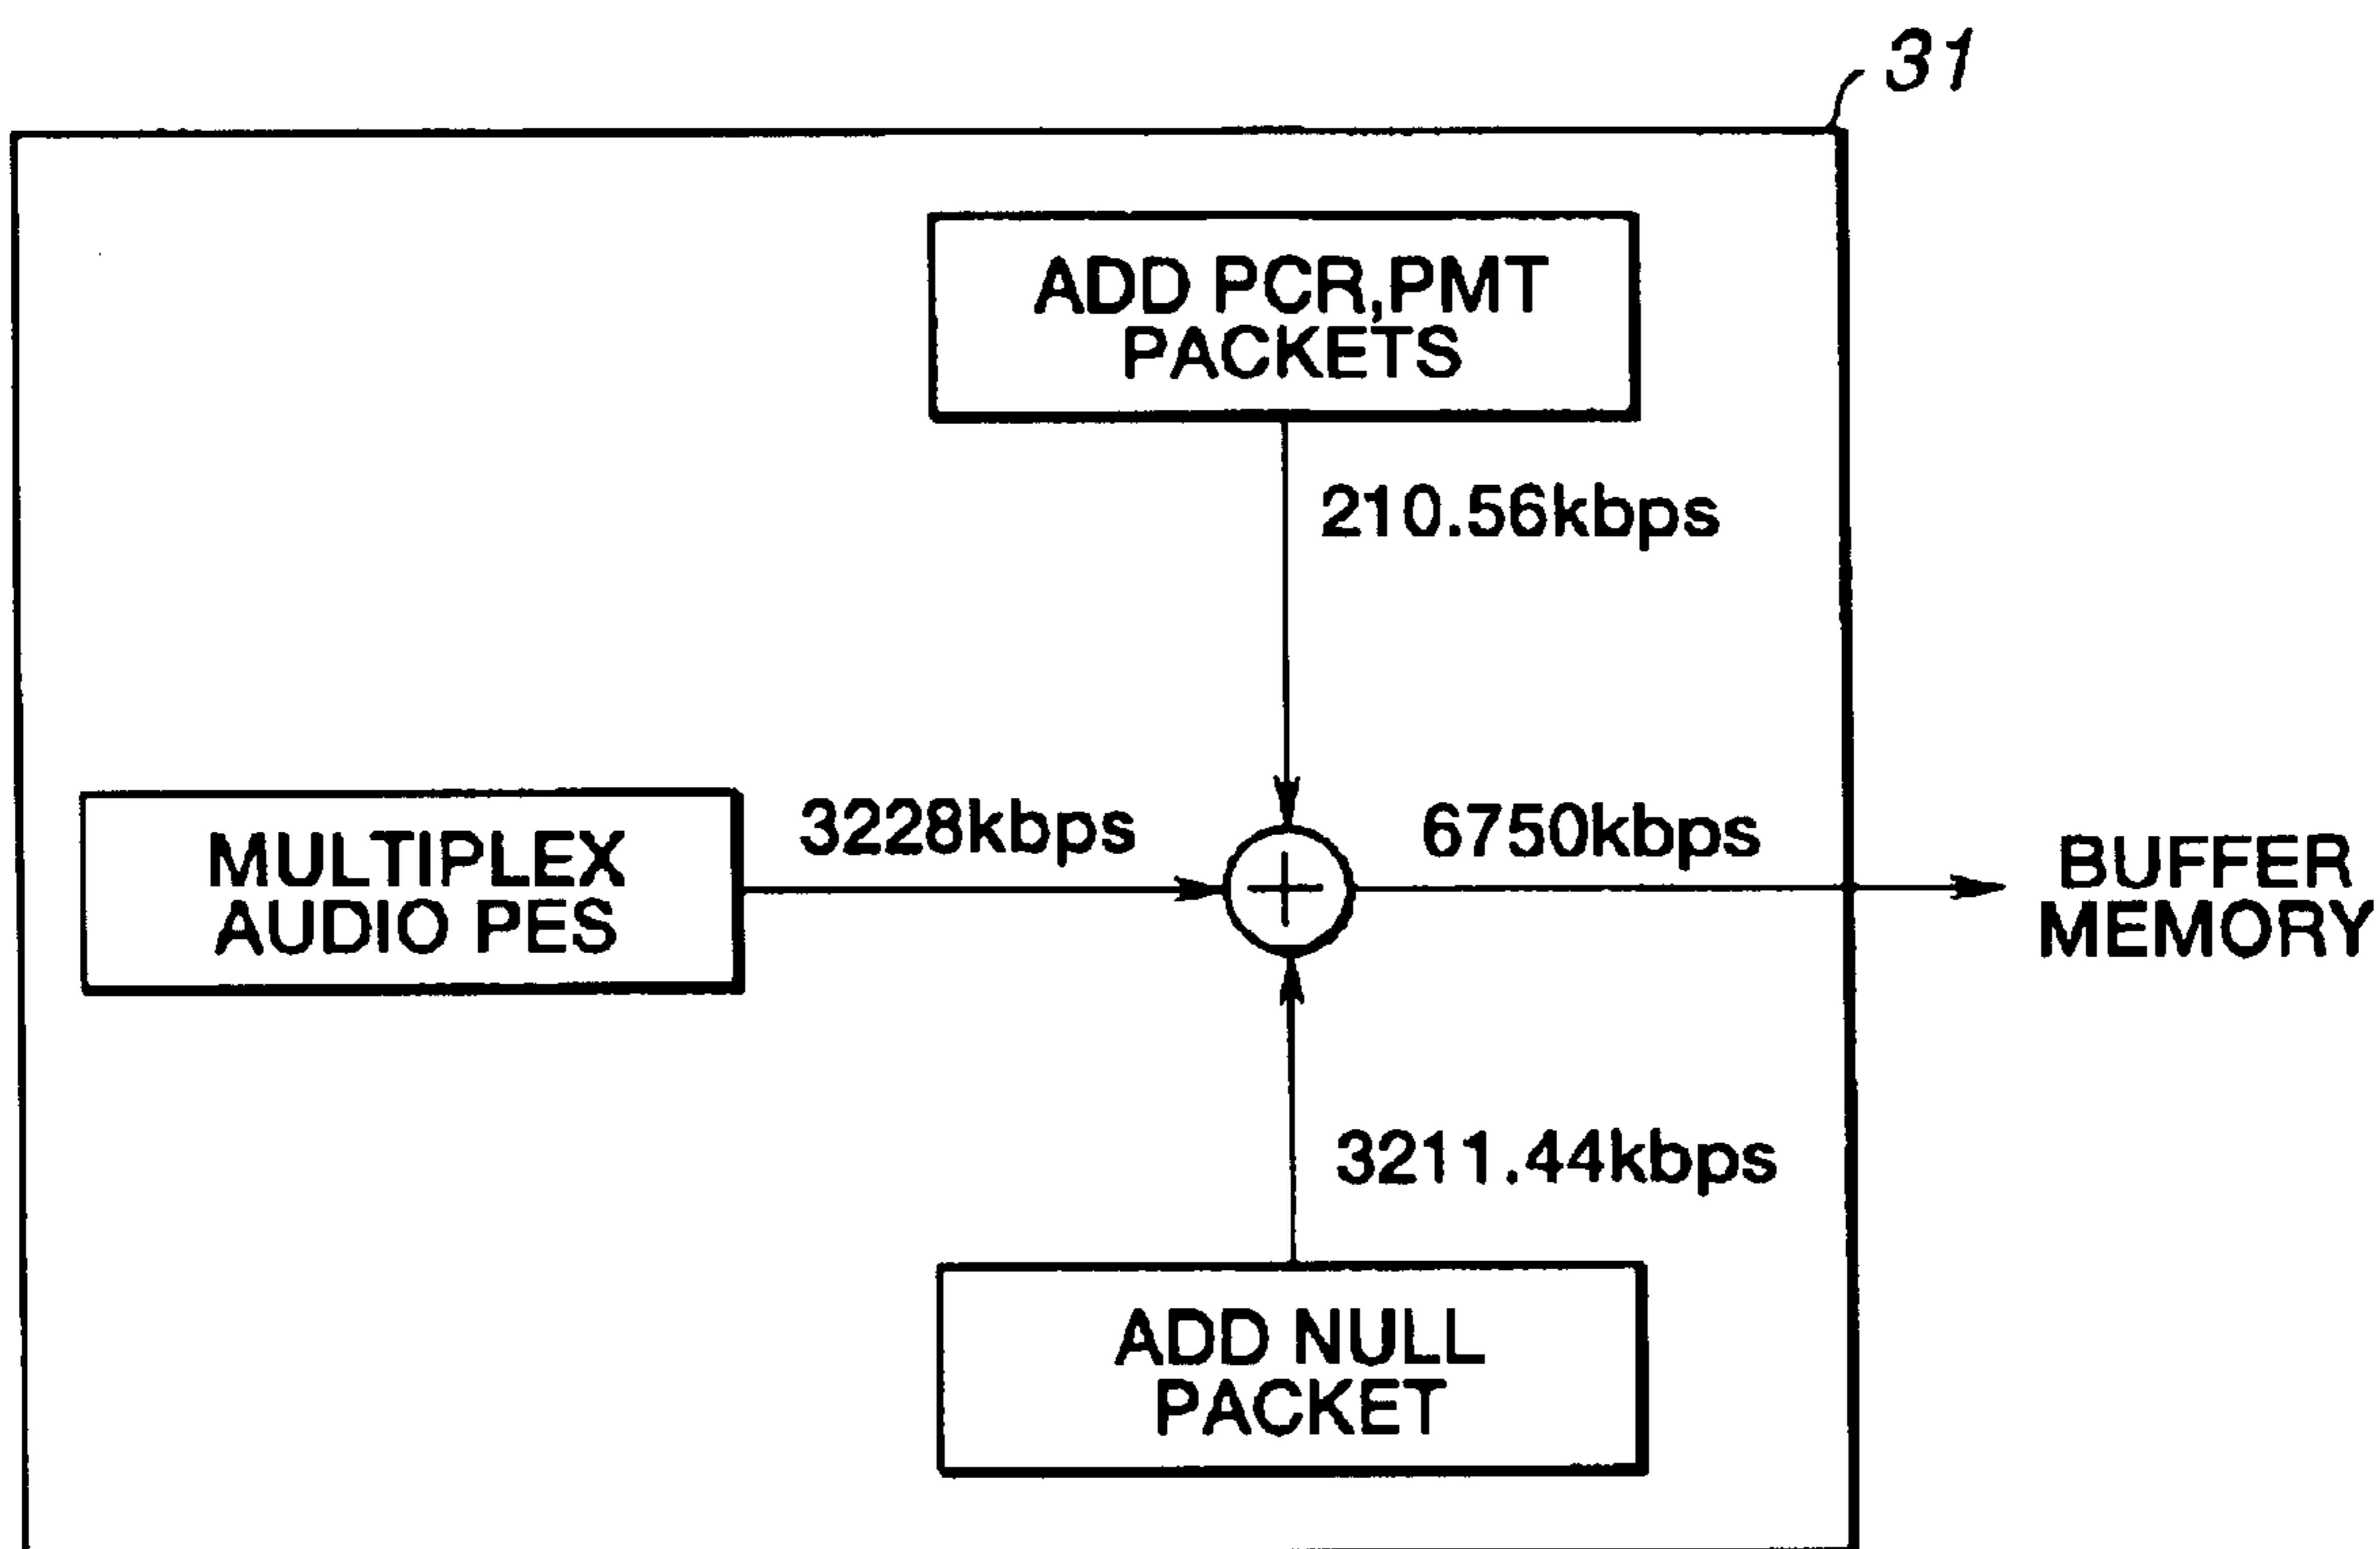 31
ADD PCR,PMT
PACKETS
210.56kbps
MULTIPLEX
AUDIO PES
3228kbps
6750kbps
BUFFER
MEMORY
3211.44kbps
ADD NULL
PACKET